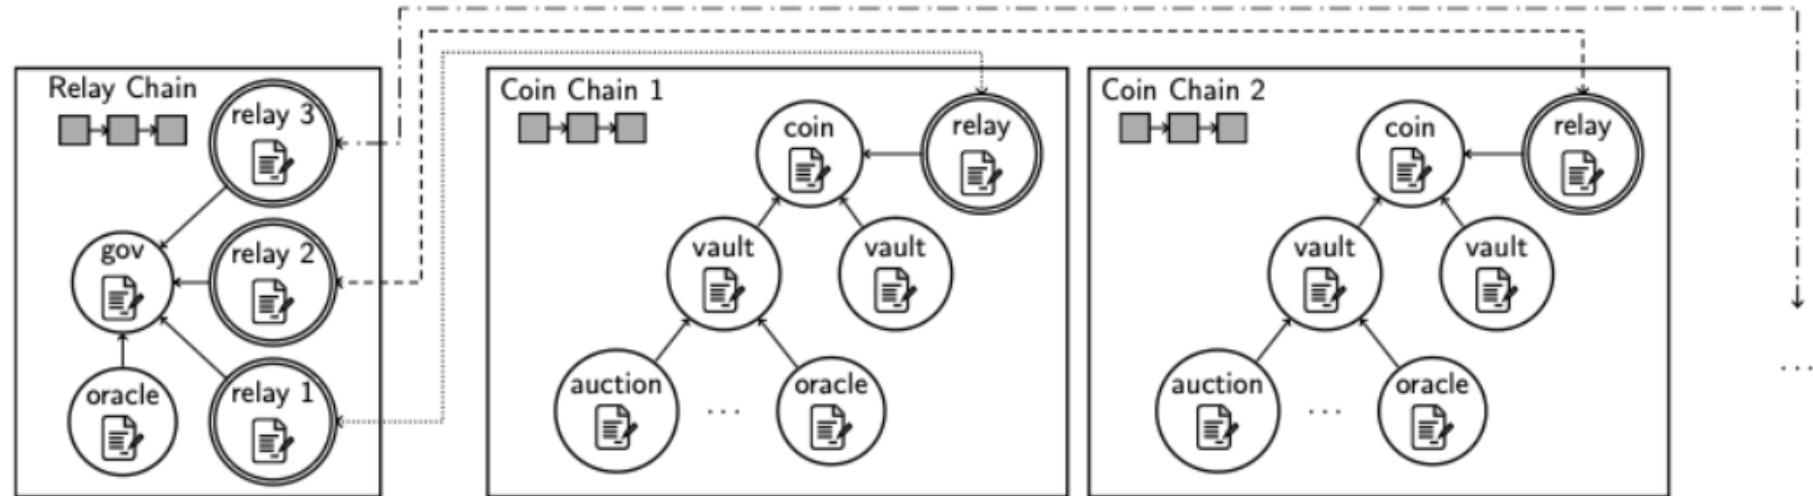 Relay Chain
relay 3
gov
relay 2
oracle
relay 1
Coin Chain 1
coin
relay
vault
vault
auction
...
oracle
Coin Chain 2
coin
relay
vault
vault
auction
...
oracle
...